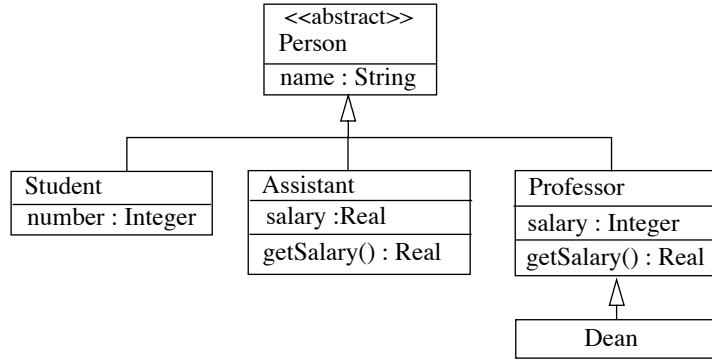 <<abstract>>
Person
name : String
Student
number : Integer
Assistant
salary :Real
getSalary() : Real
Professor
salary : Integer
getSalary() : Real
Dean